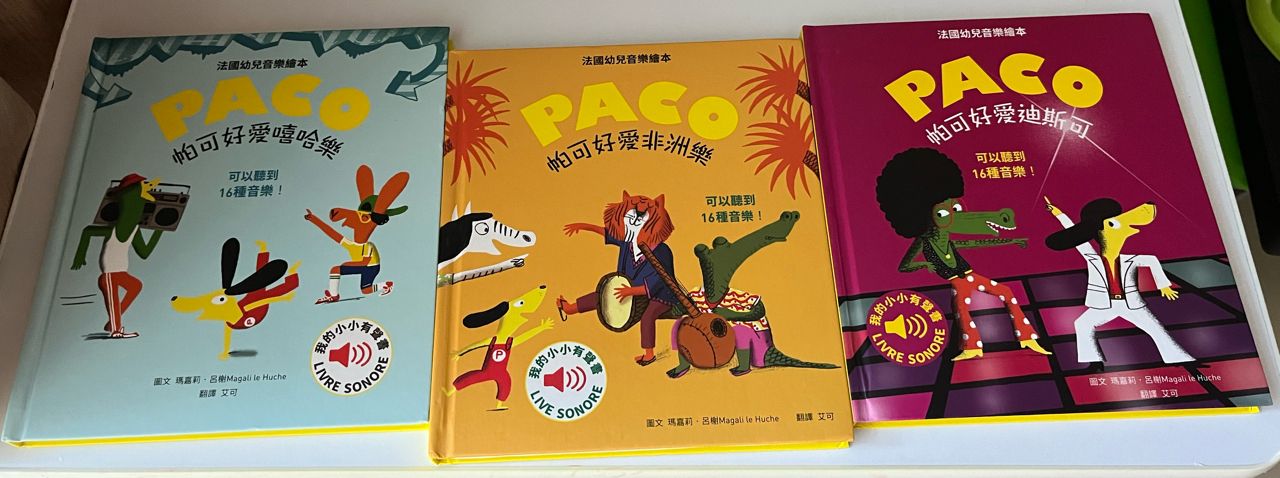 法國幼兒音樂繪本
PACO
帕可好愛嘻哈樂
可以聽到
16種音樂！
P
我的小小有聲書
LIVRE SONORE
圖文 瑪嘉莉·呂榭Magali le Huche
翻譯 艾可
法國幼兒音樂繪本
PACO
帕可好愛非洲樂
可以聽到
16種音樂！
P
我的小小有聲書
LIVE SONORE
圖文 瑪嘉莉·呂榭Magali le Huche 翻譯 艾可
法國幼兒音樂繪本
PACO
帕可好愛迪斯可
可以聽到
16種音樂！
我的小小有聲書
LIVRE SONORE
圖文 瑪嘉莉·呂榭Magali le Huche
翻譯 艾可